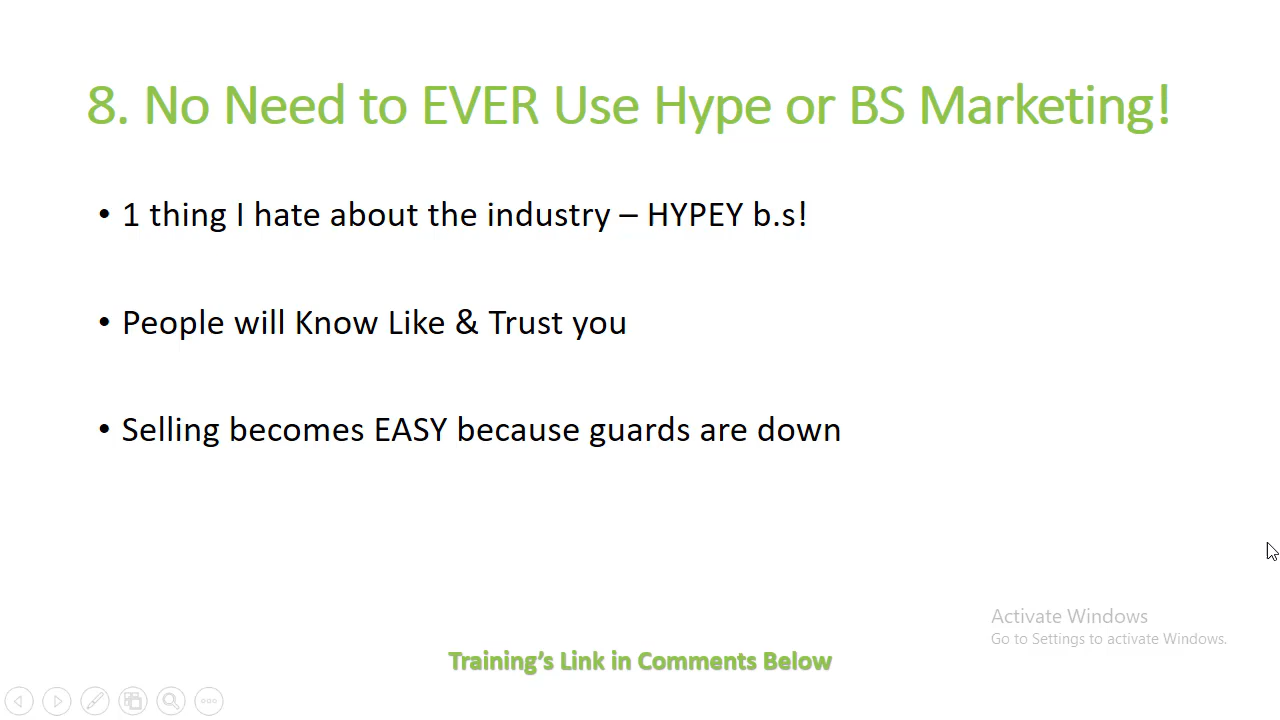 8. No Need to EVER Use Hype or BS Marketing!
• 1 thing I hate about the industry – HYPEY b.s!
• People will Know Like & Trust you
• Selling becomes EASY because guards are down
Activate Windows
Go to Settings to activate Windows.
Training’s Link in Comments Below